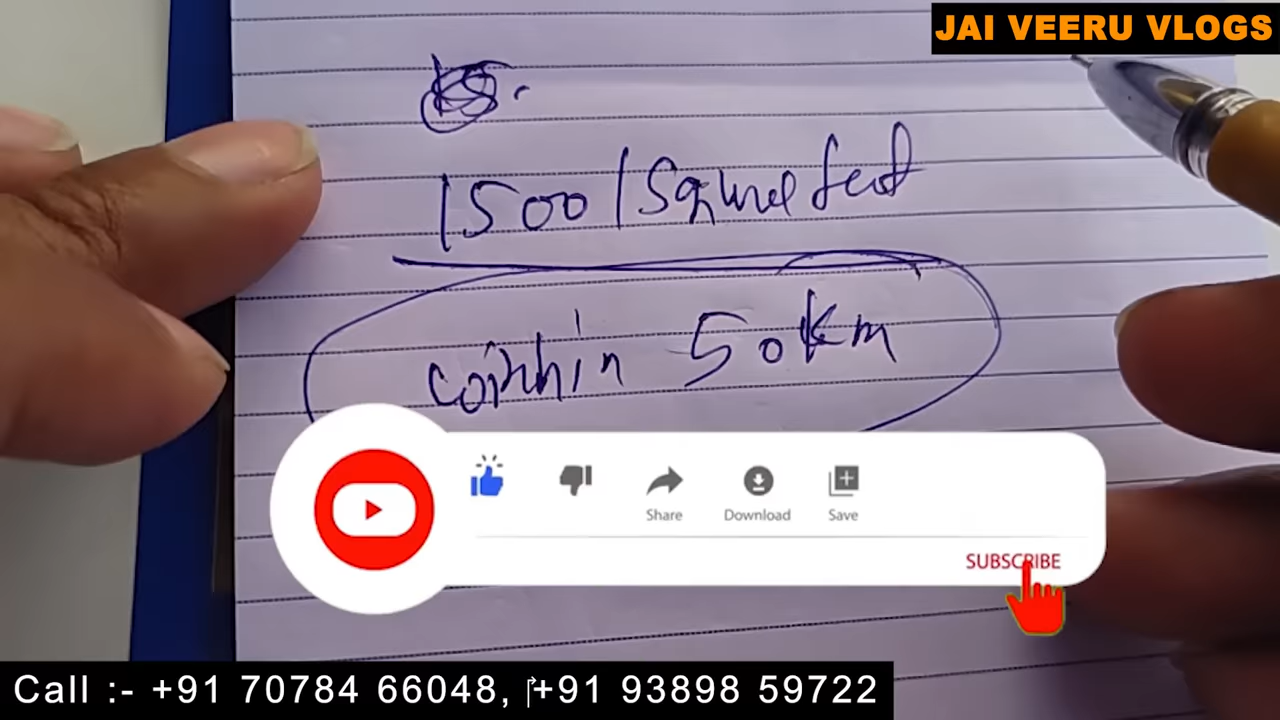 JAI VEERU VLOGS
1500/Square feet
within 50km
Share Download Save
SUBSCRIBE
Call :- +91 70784 66048, +91 93898 59722